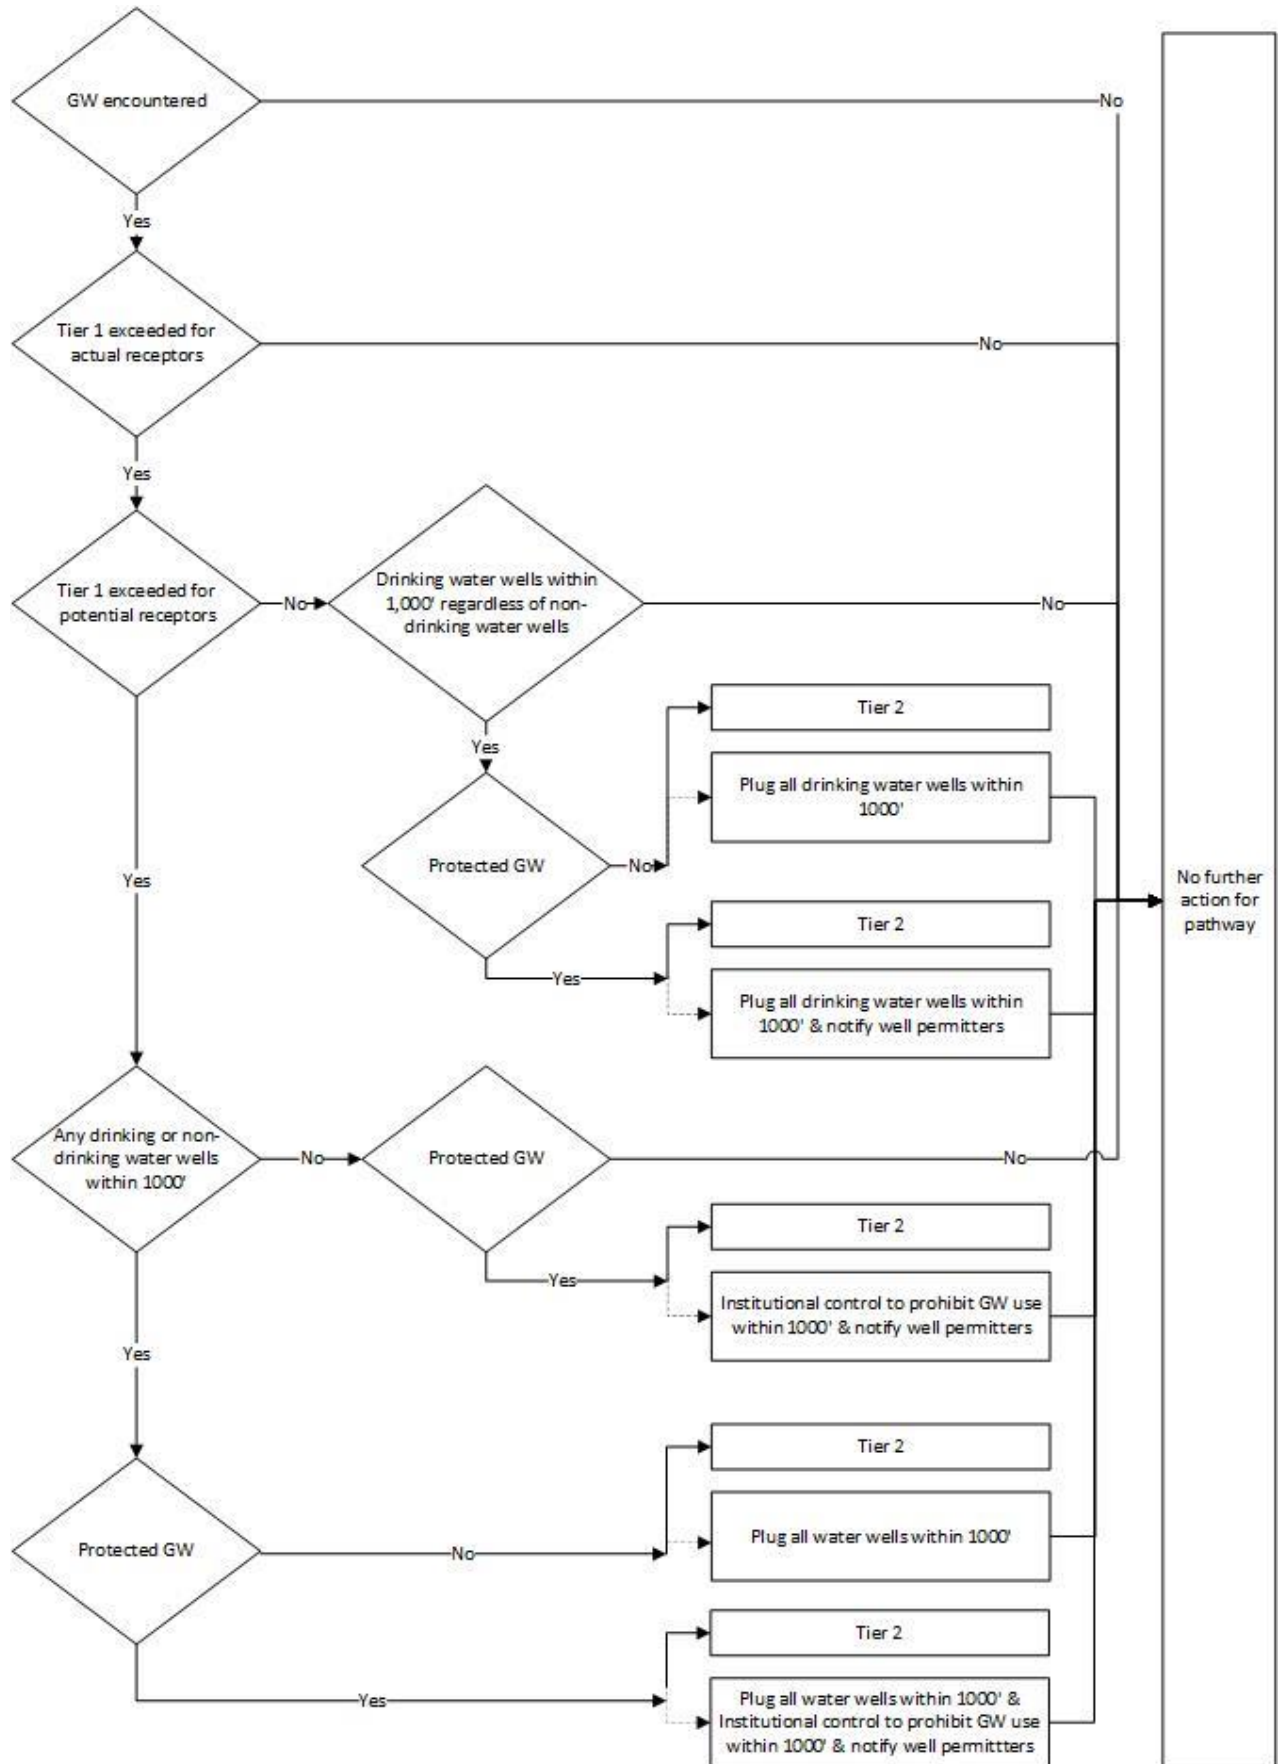 GW encountered
No
Yes
Tier 1 exceeded for
actual receptors
No
Yes
Tier 1 exceeded for
potential receptors
No
Drinking water wells within
1,000' regardless of non-
drinking water wells
No
Yes
Tier 2
Plug all drinking water wells within
1000'
Protected GW
No
Yes
Tier 2
Yes
Plug all drinking water wells within
1000' & notify well permitters
No further
action for
pathway
Any drinking or non-
drinking water wells
within 1000'
No
Protected GW
No
Tier 2
Yes
Institutional control to prohibit GW use
within 1000' & notify well permitters
Yes
Tier 2
Protected GW
No
Plug all water wells within 1000'
Tier 2
Yes
Plug all water wells within 1000' &
Institutional control to prohibit GW use
within 1000' & notify well permittters